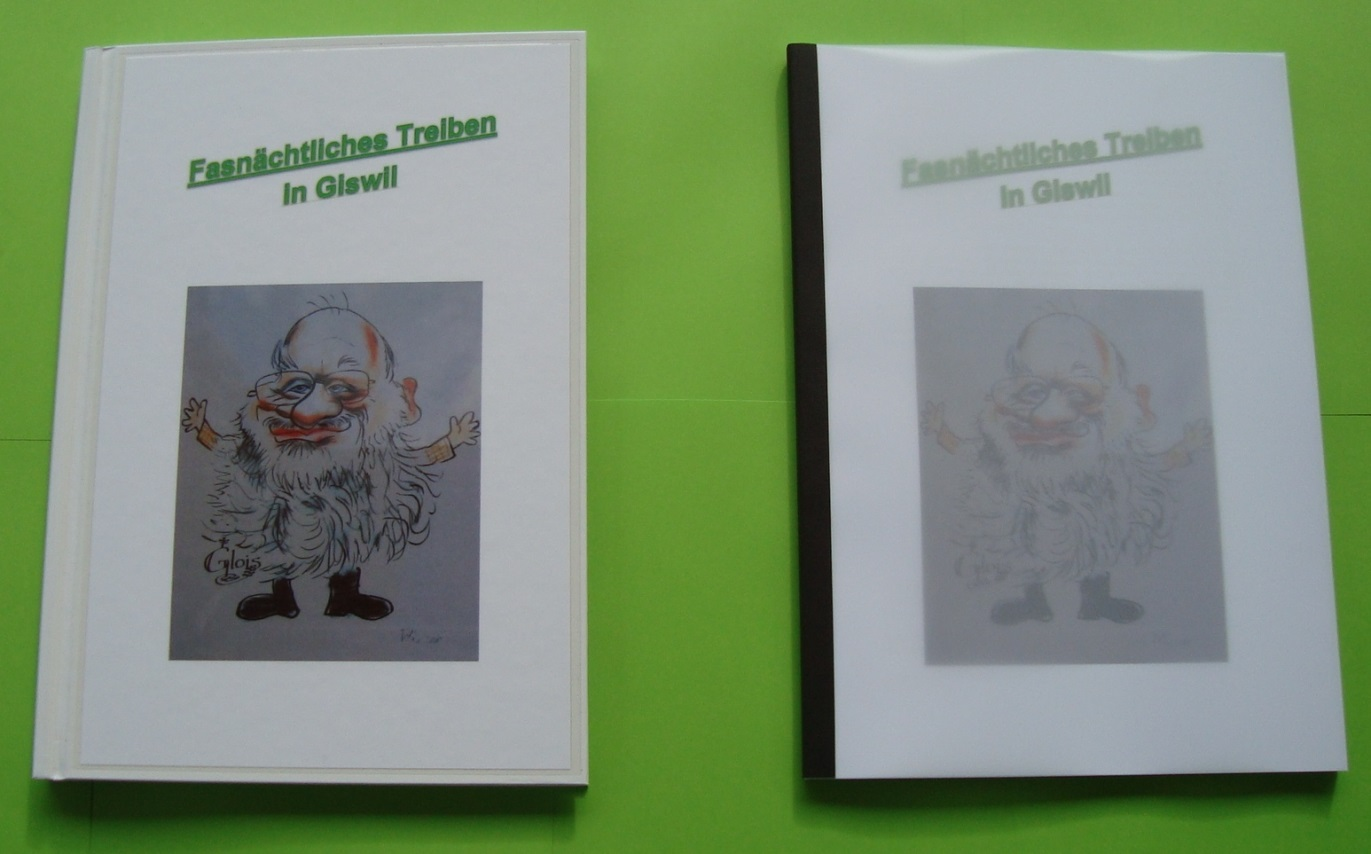 Fasnächtliches Treiben
in Giswil
Glois
Fasnächtliches Treiben
in Giswil